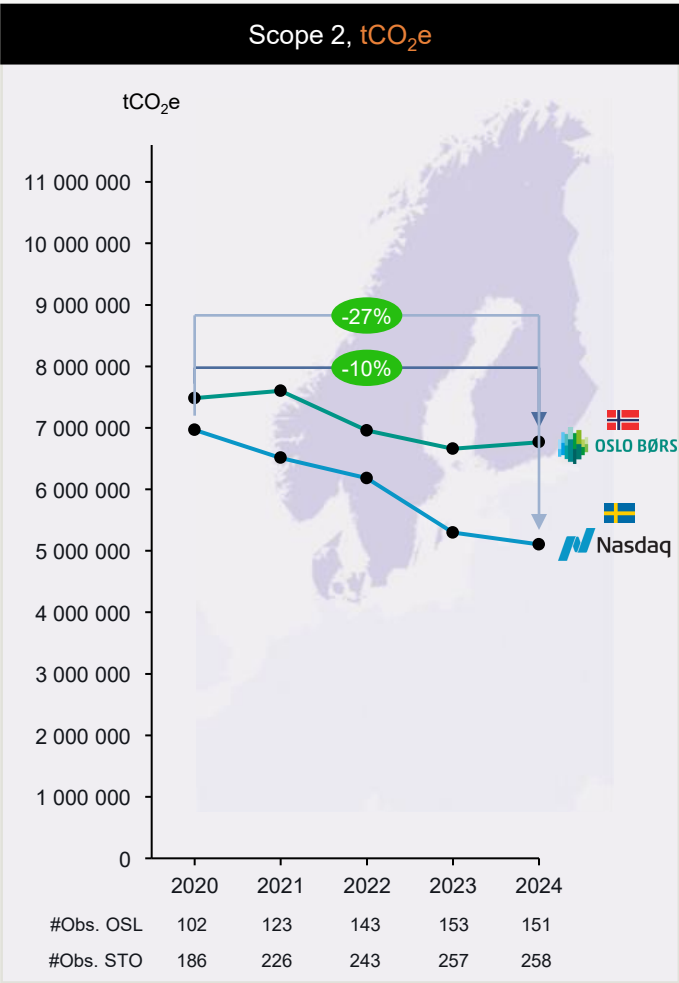 Scope 2, tCO₂e
tCO₂e
11 000 000
10 000 000
9 000 000
8 000 000
7 000 000
6 000 000
5 000 000
4 000 000
3 000 000
2 000 000
1 000 000
0
-27%
-10%
OSLO BØRS
Nasdaq
2020 2021 2022 2023 2024
#Obs. OSL 102 123 143 153 151
#Obs. STO 186 226 243 257 258